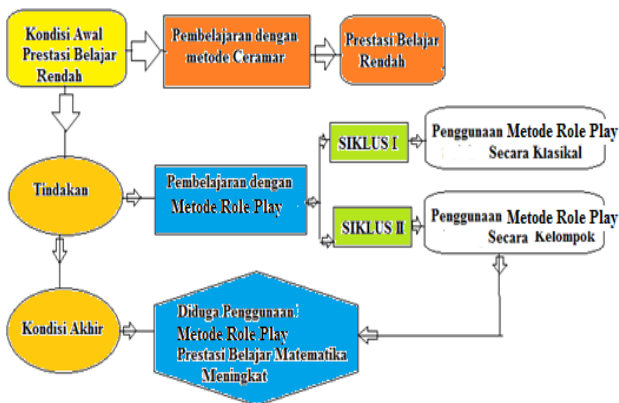 Kondisi Awal
Prestasi Belajar
Rendah
Pembelajaran dengan
metode Ceramar
Prestasi Belajar
Rendah
Tindakan
Pembelajaran dengan
Metode Role Play
SIKLUS I
Penggunaan Metode Role Play
Secara Klasikal
SIKLUS II
Penggunaan Metode Role Play
Secara Kelompok
Kondisi Akhir
Diduga Penggunaan:
Metode Role Play
Prestasi Belajar Matematika
Meningkat